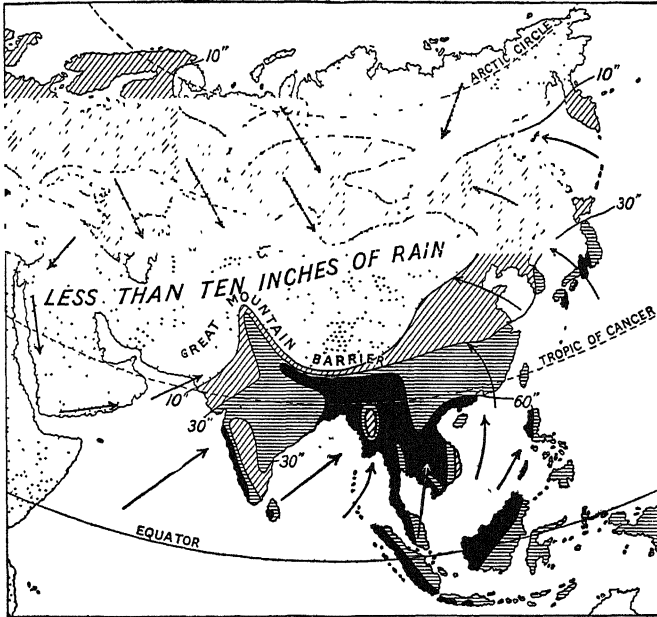 10"
ARCTIC CIRCLE
10"
30"
LESS THAN TEN INCHES OF RAIN
GREAT MOUNTAIN BARRIER
TROPIC OF CANCER
10"
30"
60"
30"
EQUATOR